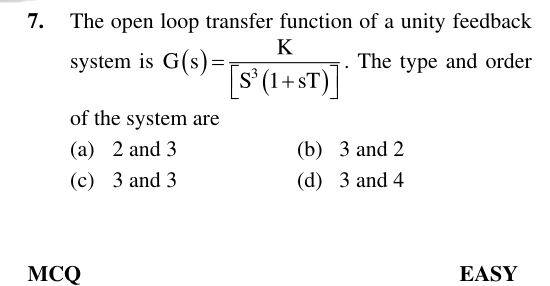 7. The open loop transfer function of a unity feedback
system is G(s)= K / [S³(1+sT)] . The type and order
of the system are
(a) 2 and 3 (b) 3 and 2
(c) 3 and 3 (d) 3 and 4
MCQ EASY